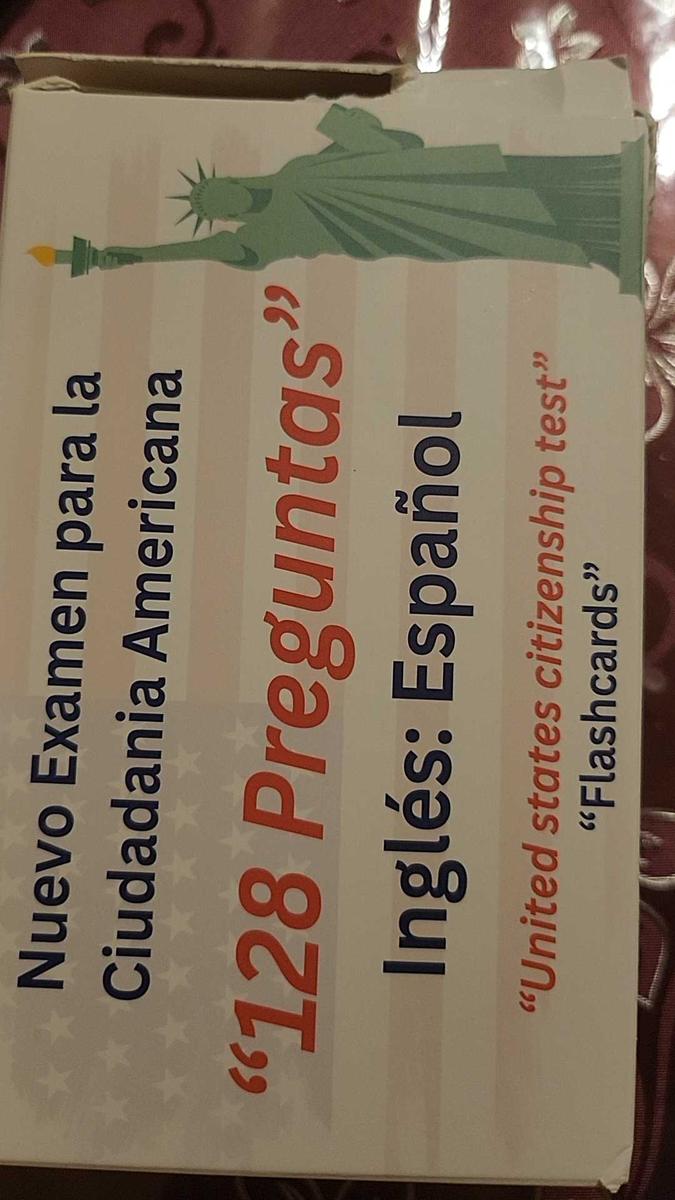 Nuevo Examen para la
Ciudadania Americana
“128 Preguntas”
Inglés: Español
“United states citizenship test”
“Flashcards”